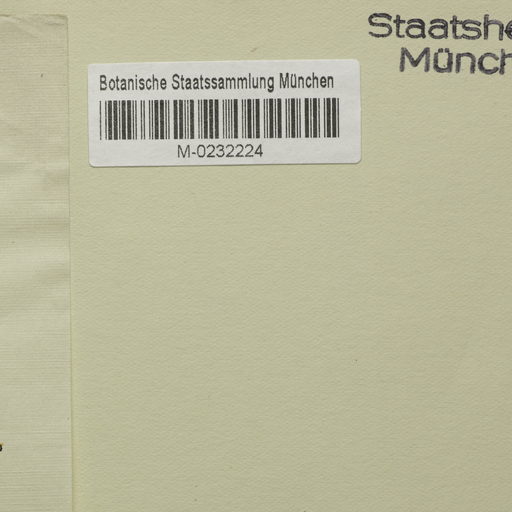 Staatshe
Münch
Botanische Staatssammlung München
M-0232224